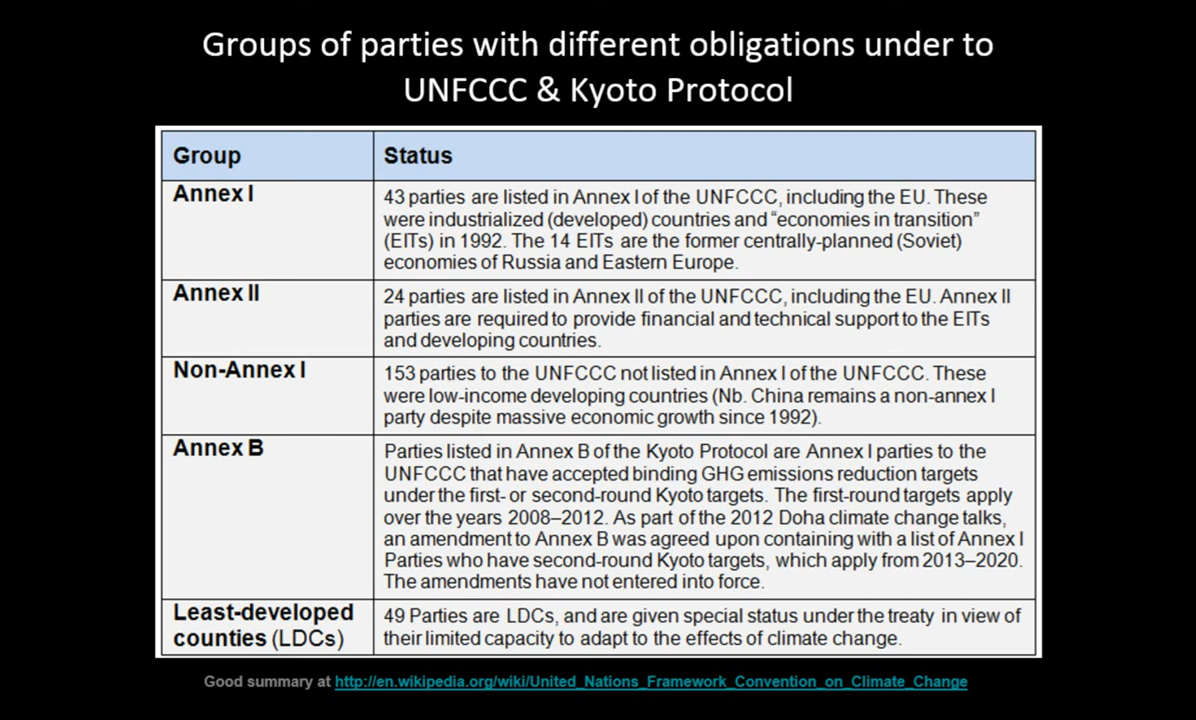 Groups of parties with different obligations under to
UNFCCC & Kyoto Protocol
Group
Status
Annex I
43 parties are listed in Annex I of the UNFCCC, including the EU. These
were industrialized (developed) countries and “economies in transition”
(EITs) in 1992. The 14 EITs are the former centrally-planned (Soviet)
economies of Russia and Eastern Europe.
Annex II
24 parties are listed in Annex II of the UNFCCC, including the EU. Annex II
parties are required to provide financial and technical support to the EITs
and developing countries.
Non-Annex I
153 parties to the UNFCCC not listed in Annex I of the UNFCCC. These
were low-income developing countries (Nb. China remains a non-annex I
party despite massive economic growth since 1992).
Annex B
Parties listed in Annex B of the Kyoto Protocol are Annex I parties to the
UNFCCC that have accepted binding GHG emissions reduction targets
under the first- or second-round Kyoto targets. The first-round targets apply
over the years 2008–2012. As part of the 2012 Doha climate change talks,
an amendment to Annex B was agreed upon containing with a list of Annex I
Parties who have second-round Kyoto targets, which apply from 2013–2020.
The amendments have not entered into force.
Least-developed
counties (LDCs)
49 Parties are LDCs, and are given special status under the treaty in view of
their limited capacity to adapt to the effects of climate change.
Good summary at http://en.wikipedia.org/wiki/United_Nations_Framework_Convention_on_Climate_Change